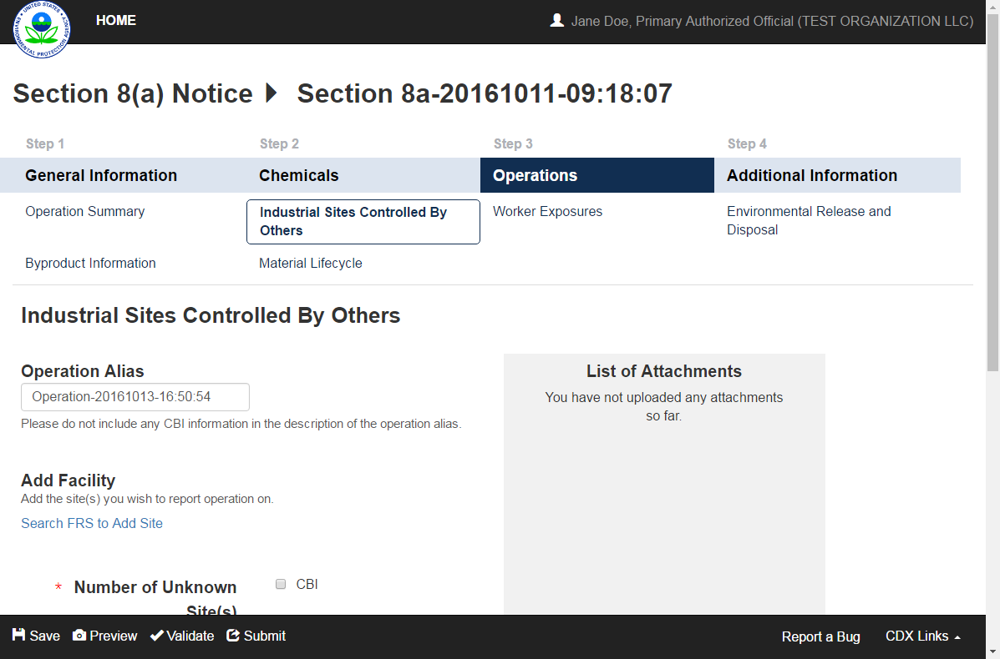 UNITED STATES
ENVIRONMENTAL PROTECTION AGENCY
HOME
Jane Doe, Primary Authorized Official (TEST ORGANIZATION LLC)
Section 8(a) Notice Section 8a-20161011-09:18:07
Step 1 Step 2 Step 3 Step 4
General Information Chemicals Operations Additional Information
Operation Summary
Industrial Sites Controlled By
Others
Worker Exposures
Environmental Release and
Disposal
Byproduct Information Material Lifecycle
Industrial Sites Controlled By Others
Operation Alias
Operation-20161013-16:50:54
Please do not include any CBI information in the description of the operation alias.
Add Facility
Add the site(s) you wish to report operation on.
Search FRS to Add Site
* Number of Unknown
Site(s)
CBI
List of Attachments
You have not uploaded any attachments
so far.
Save Preview Validate Submit Report a Bug CDX Links